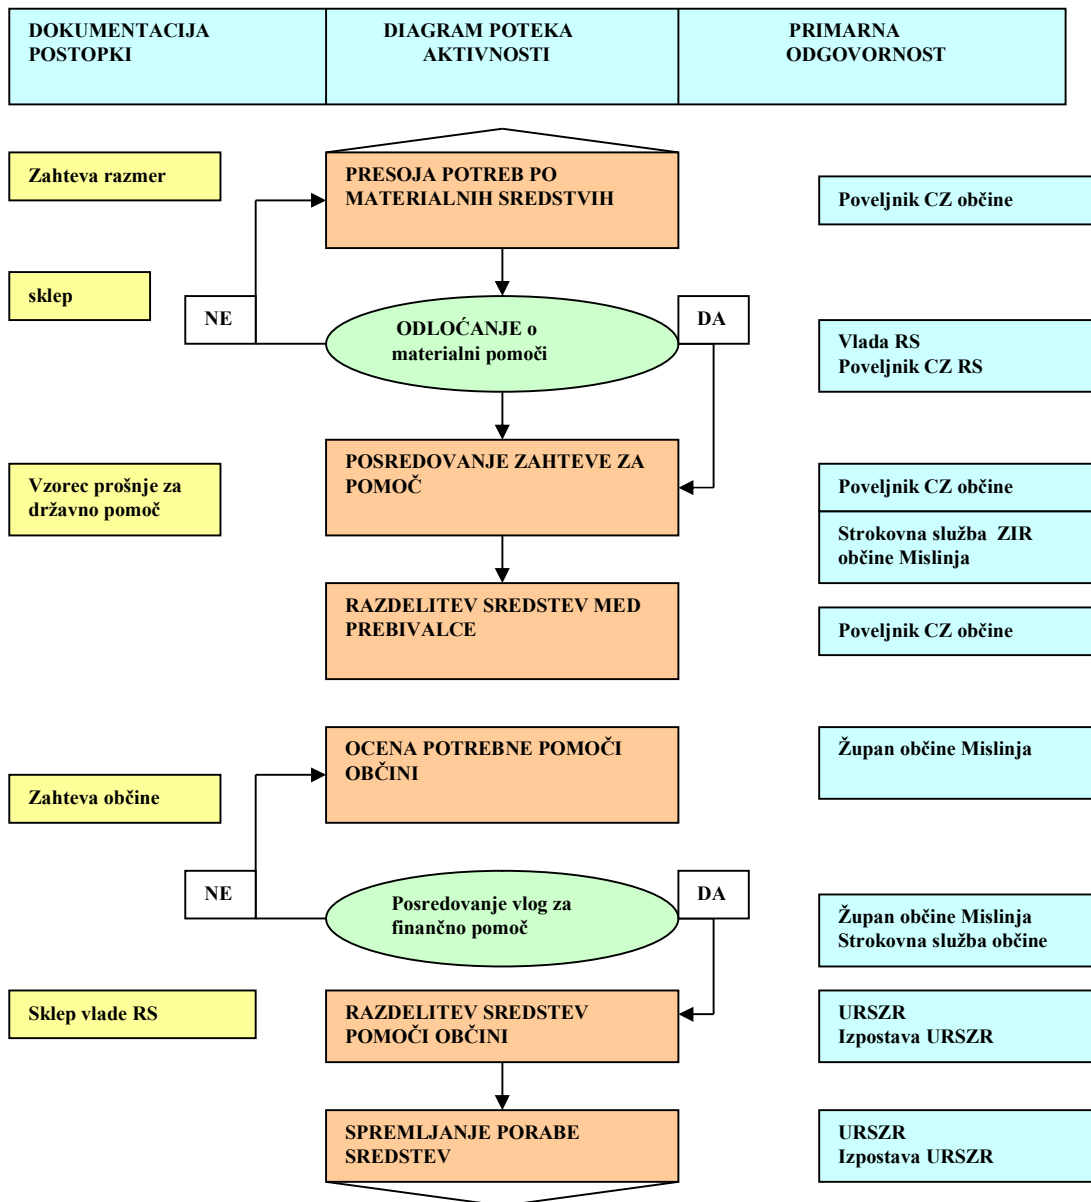 DOKUMENTACIJA
POSTOPKI
DIAGRAM POTEKA
AKTIVNOSTI
PRIMARNA
ODGOVORNOST
Zahteva razmer
PRESOJA POTREB PO
MATERIALNIH SREDSTVIH
Poveljnik CZ občine
sklep
NE
ODLOĆANJE o
materialni pomoči
DA
Vlada RS
Poveljnik CZ RS
Vzorec prošnje za
državno pomoč
POSREDOVANJE ZAHTEVE ZA
POMOČ
Poveljnik CZ občine
Strokovna služba ZIR
občine Mislinja
RAZDELITEV SREDSTEV MED
PREBIVALCE
Poveljnik CZ občine
OCENA POTREBNE POMOČI
OBČINI
Župan občine Mislinja
Zahteva občine
NE
Posredovanje vlog za
finančno pomoč
DA
Župan občine Mislinja
Strokovna služba občine
Sklep vlade RS
RAZDELITEV SREDSTEV
POMOČI OBČINI
URSZR
Izpostava URSZR
SPREMLJANJE PORABE
SREDSTEV
URSZR
Izpostava URSZR